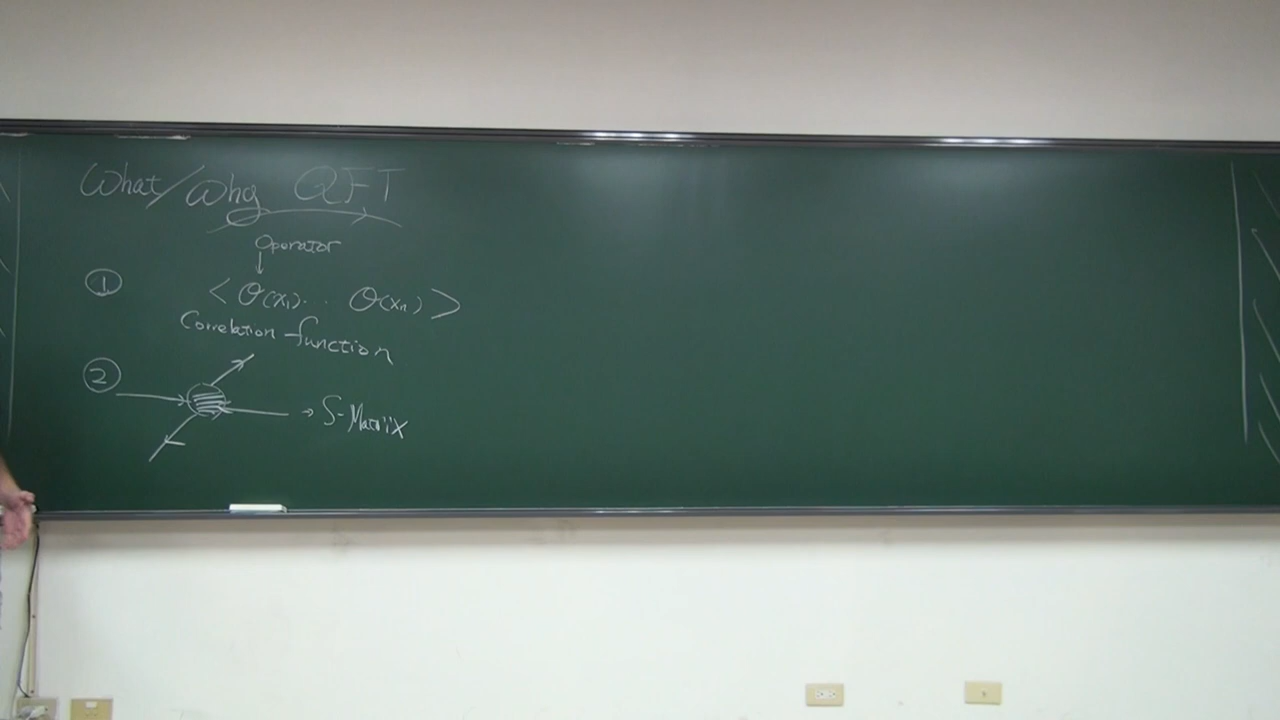 What/Why QFT
Operator
↓
① < O(x₁)... O(xₙ) >
Correlation function
② → S-Matrix